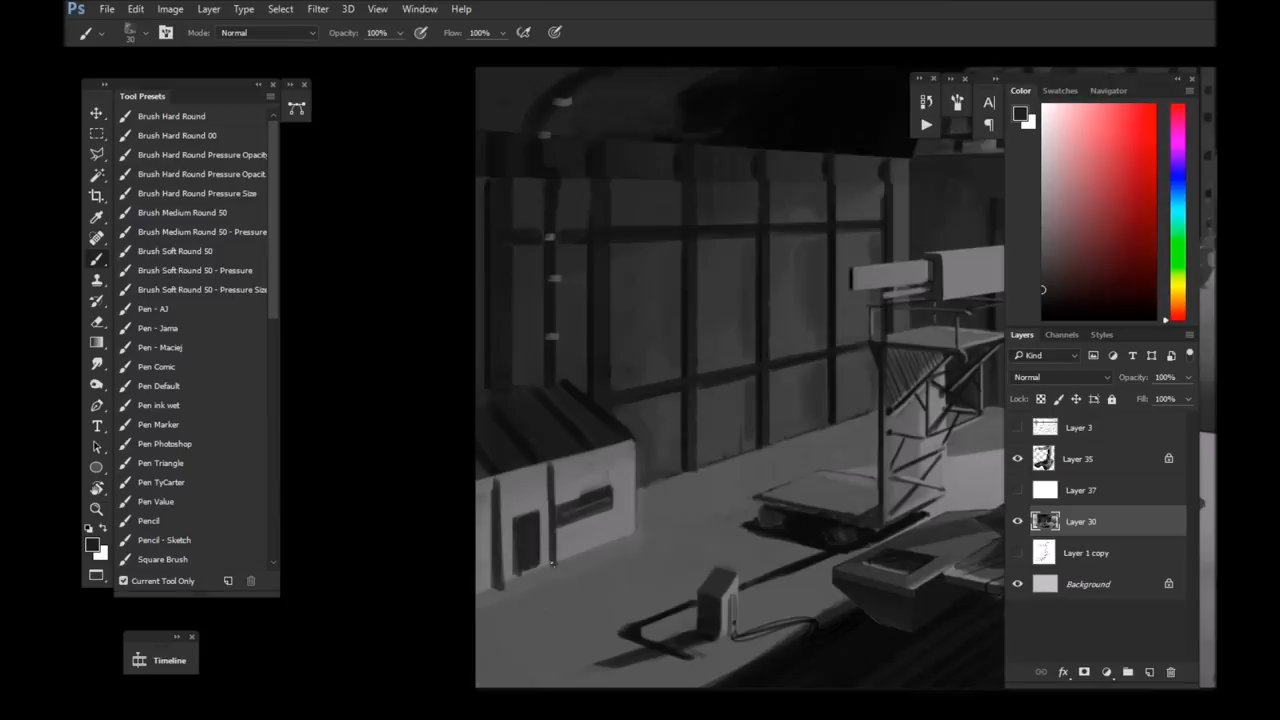 Ps File Edit Image Layer Type Select Filter 3D View Window Help
30 Mode: Normal Opacity: 100% Flow: 100%
Tool Presets
Brush Hard Round
Brush Hard Round 00
Brush Hard Round Pressure Opacity
Brush Hard Round Pressure Opacit
Brush Hard Round Pressure Size
Brush Medium Round 50
Brush Medium Round 50 - Pressure
Brush Soft Round 50
Brush Soft Round 50 - Pressure
Brush Soft Round 50 - Pressure Size
Pen - AJ
Pen - Jama
Pen - Maciej
Pen Comic
Pen Default
Pen ink wet
Pen Marker
Pen Photoshop
Pen Triangle
Pen TyCarter
Pen Value
Pencil
Pencil - Sketch
Square Brush
Current Tool Only
Timeline
Color Swatches Navigator
Layers Channels Styles
Kind
Normal Opacity: 100%
Lock: Fill: 100%
Layer 3
Layer 35
Layer 37
Layer 30
Layer 1 copy
Background
fx